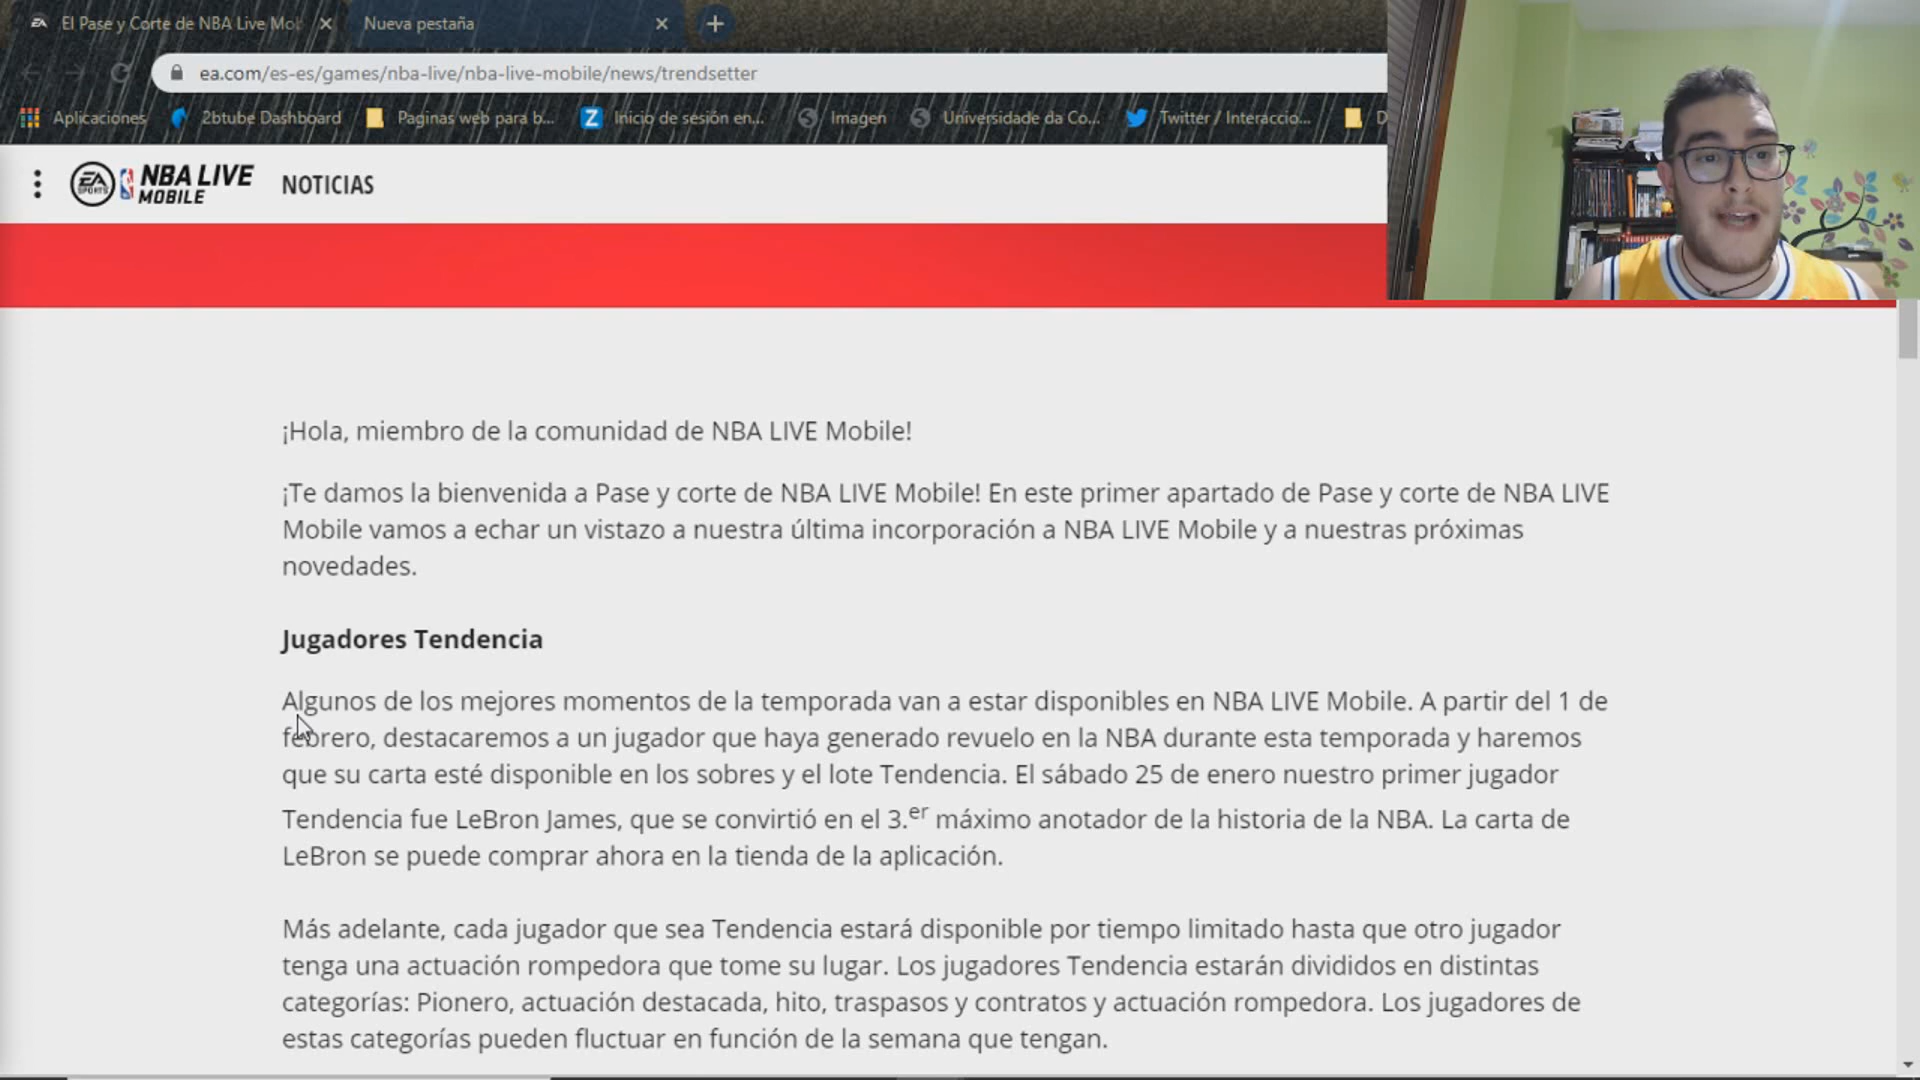 El Pase y Corte de NBA Live Mob
Nueva pestaña
ea.com/es-es/games/nba-live/nba-live-mobile/news/trendsetter
Aplicaciones
2btube Dashboard
Paginas web para b...
Z
Inicio de sesión en...
Imagen
Universidade da Co...
Twitter / Interaccio...
D
EA SPORTS
NBA LIVE
MOBILE
NOTICIAS
¡Hola, miembro de la comunidad de NBA LIVE Mobile!
¡Te damos la bienvenida a Pase y corte de NBA LIVE Mobile! En este primer apartado de Pase y corte de NBA LIVE
Mobile vamos a echar un vistazo a nuestra última incorporación a NBA LIVE Mobile y a nuestras próximas
novedades.
Jugadores Tendencia
Algunos de los mejores momentos de la temporada van a estar disponibles en NBA LIVE Mobile. A partir del 1 de
febrero, destacaremos a un jugador que haya generado revuelo en la NBA durante esta temporada y haremos
que su carta esté disponible en los sobres y el lote Tendencia. El sábado 25 de enero nuestro primer jugador
Tendencia fue LeBron James, que se convirtió en el 3.er máximo anotador de la historia de la NBA. La carta de
LeBron se puede comprar ahora en la tienda de la aplicación.
Más adelante, cada jugador que sea Tendencia estará disponible por tiempo limitado hasta que otro jugador
tenga una actuación rompedora que tome su lugar. Los jugadores Tendencia estarán divididos en distintas
categorías: Pionero, actuación destacada, hito, traspasos y contratos y actuación rompedora. Los jugadores de
estas categorías pueden fluctuar en función de la semana que tengan.